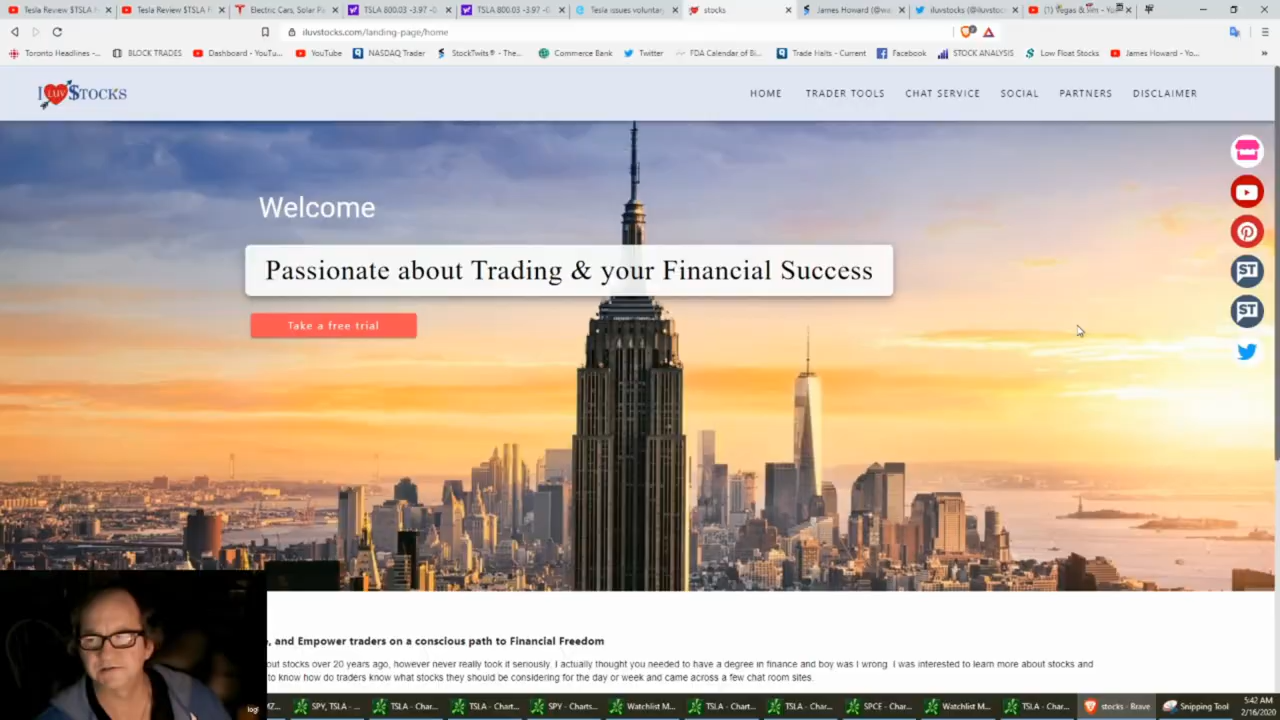 Tesla Review $TSLA
Tesla Review $TSLA
Electric Cars, Solar
TSLA 800.03 -3.97
TSLA 800.03 -3.97
Tesla issues voluntar
stocks
James Howard (@w
iluvstocks (@iluvstoc
iluvstocks.com/landing-page/home
Toronto Headlines -...
BLOCK TRADES
Dashboard - YouTu...
YouTube
NASDAQ Trader
StockTwits® - The...
Commerce Bank
Twitter
FDA Calendar of Bi...
Trade Halts - Current
Facebook
STOCK ANALYSIS
Low Float Stocks
James Howard - Yo...
I LUV $TOCKS
HOME
TRADER TOOLS
CHAT SERVICE
SOCIAL
PARTNERS
DISCLAIMER
Welcome
Passionate about Trading & your Financial Success
Take a free trial
ST
ST
, and Empower traders on a conscious path to Financial Freedom
out stocks over 20 years ago, however never really took it seriously. I actually thought you needed to have a degree in finance and boy was I wrong. I was interested to learn more about stocks and
to know how do traders know what stocks they should be considering for the day or week and came across a few chat room sites.
logi
SPY, TSLA - ...
TSLA - Char...
TSLA - Chart...
SPY - Charts...
Watchlist M...
TSLA - Chart...
TSLA - Char...
SPCE - Char...
Watchlist M...
TSLA - Char...
stocks - Brave
Snipping Tool
5:42 AM
2/16/2020